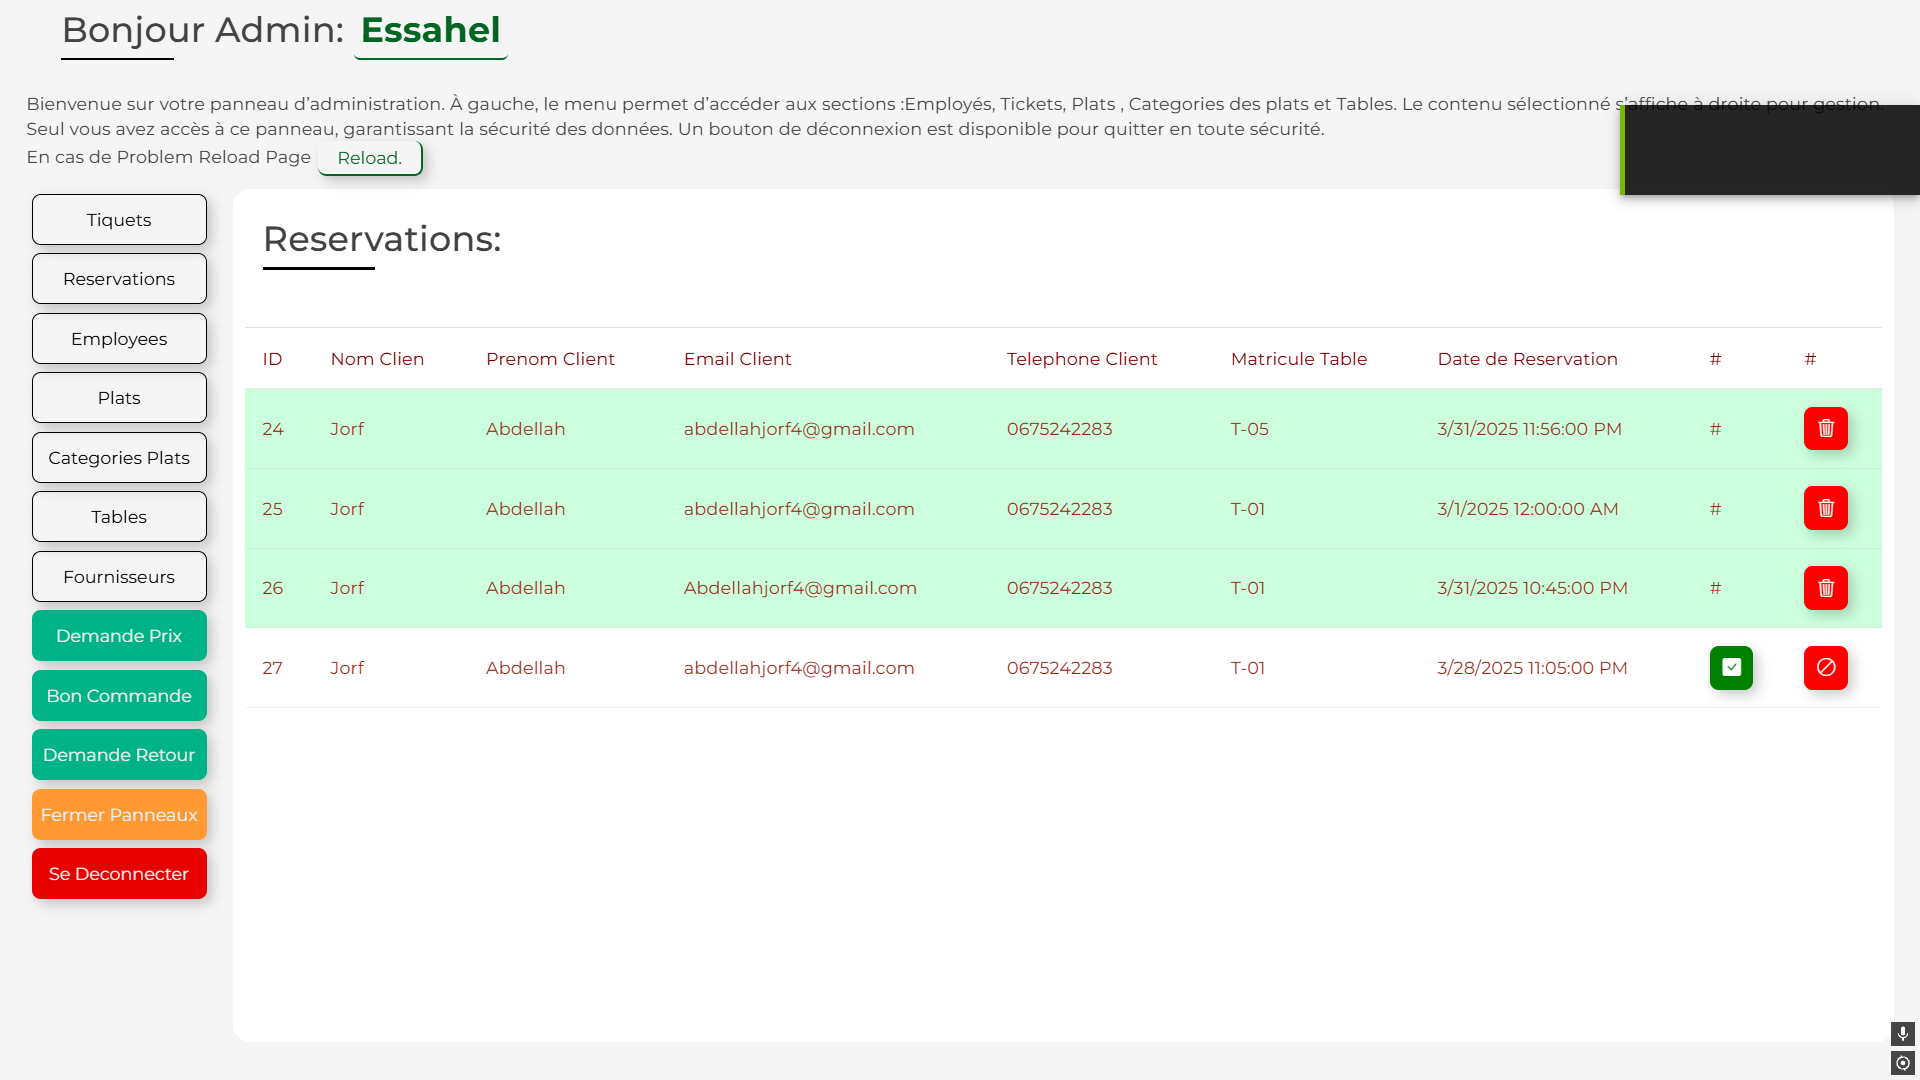 Bonjour Admin: Essahel
Bienvenue sur votre panneau d'administration. À gauche, le menu permet d'accéder aux sections :Employés, Tickets, Plats , Categories des plats et Tables. Le contenu sélectionné s'affiche à droite pour gestion.
Seul vous avez accès à ce panneau, garantissant la sécurité des données. Un bouton de déconnexion est disponible pour quitter en toute sécurité.
En cas de Problem Reload Page Reload.
Tiquets
Reservations
Employees
Plats
Categories Plats
Tables
Fournisseurs
Demande Prix
Bon Commande
Demande Retour
Fermer Panneaux
Se Deconnecter
Reservations:
ID Nom Clien Prenom Client Email Client Telephone Client Matricule Table Date de Reservation # #
24 Jorf Abdellah abdellahjorf4@gmail.com 0675242283 T-05 3/31/2025 11:56:00 PM #
25 Jorf Abdellah abdellahjorf4@gmail.com 0675242283 T-01 3/1/2025 12:00:00 AM #
26 Jorf Abdellah Abdellahjorf4@gmail.com 0675242283 T-01 3/31/2025 10:45:00 PM #
27 Jorf Abdellah abdellahjorf4@gmail.com 0675242283 T-01 3/28/2025 11:05:00 PM